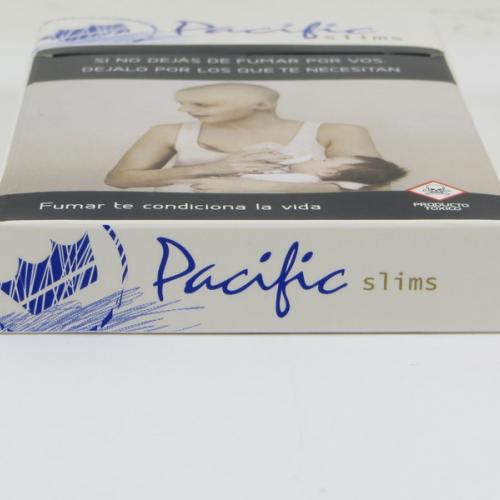 Pacific slims
SI NO DEJÁS DE FUMAR POR VOS,
DEJALO POR LOS QUE TE NECESITAN
Fumar te condiciona la vida
PRODUCTO
TÓXICO
Pacific slims